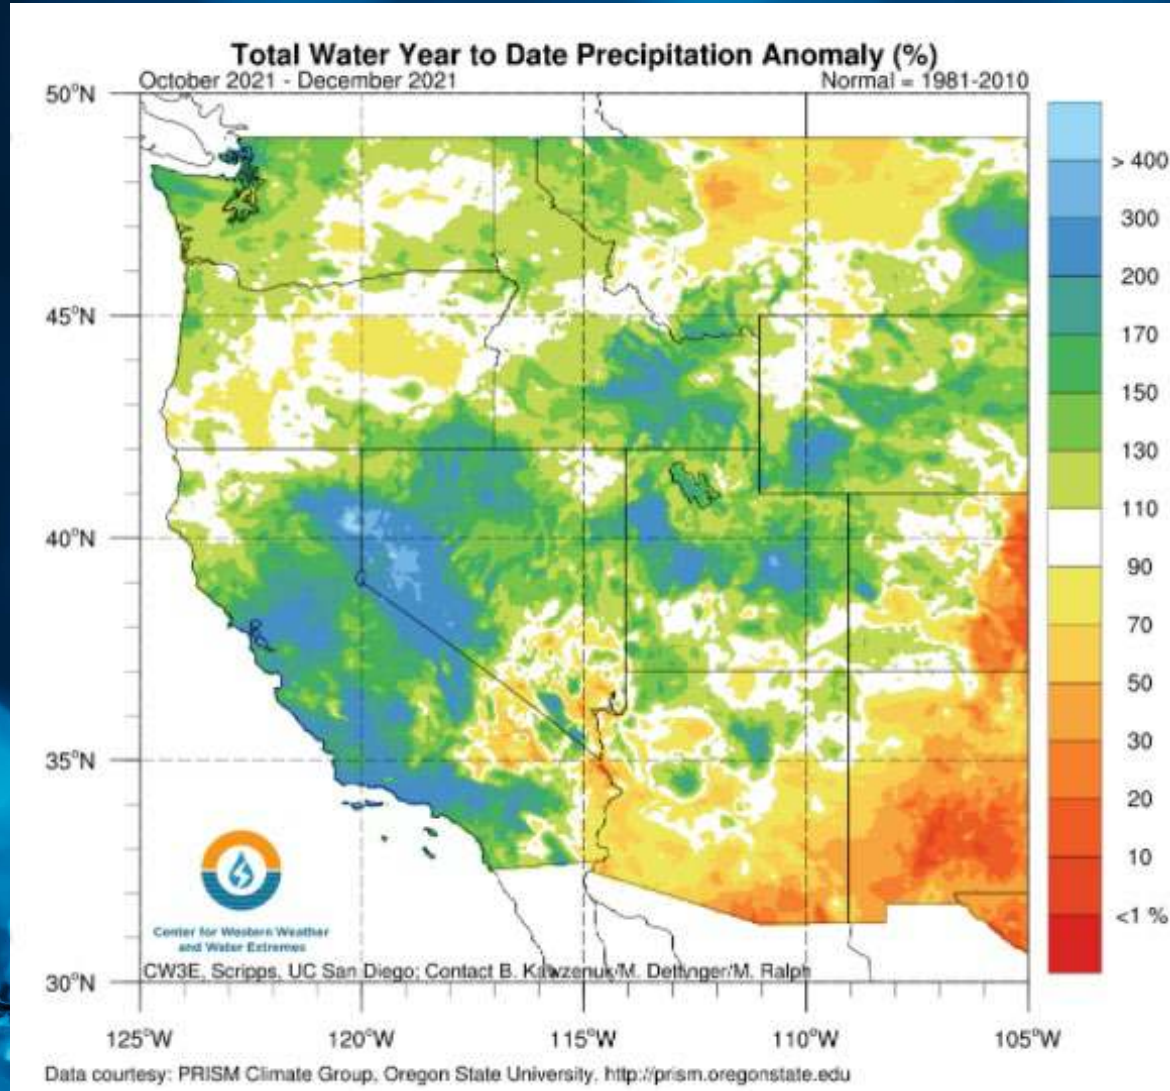 Total Water Year to Date Precipitation Anomaly (%)
October 2021 - December 2021
Normal = 1981-2010
50°N
45°N
40°N
35°N
30°N
125°W
120°W
115°W
110°W
105°W
> 400
300
200
170
150
130
110
90
70
50
30
20
10
<1 %
Center for Western Weather
and Water Extremes
CW3E, Scripps, UC San Diego; Contact B. Kawzenuk/M. Dettinger/M. Ralph
Data courtesy: PRISM Climate Group, Oregon State University, http://prism.oregonstate.edu